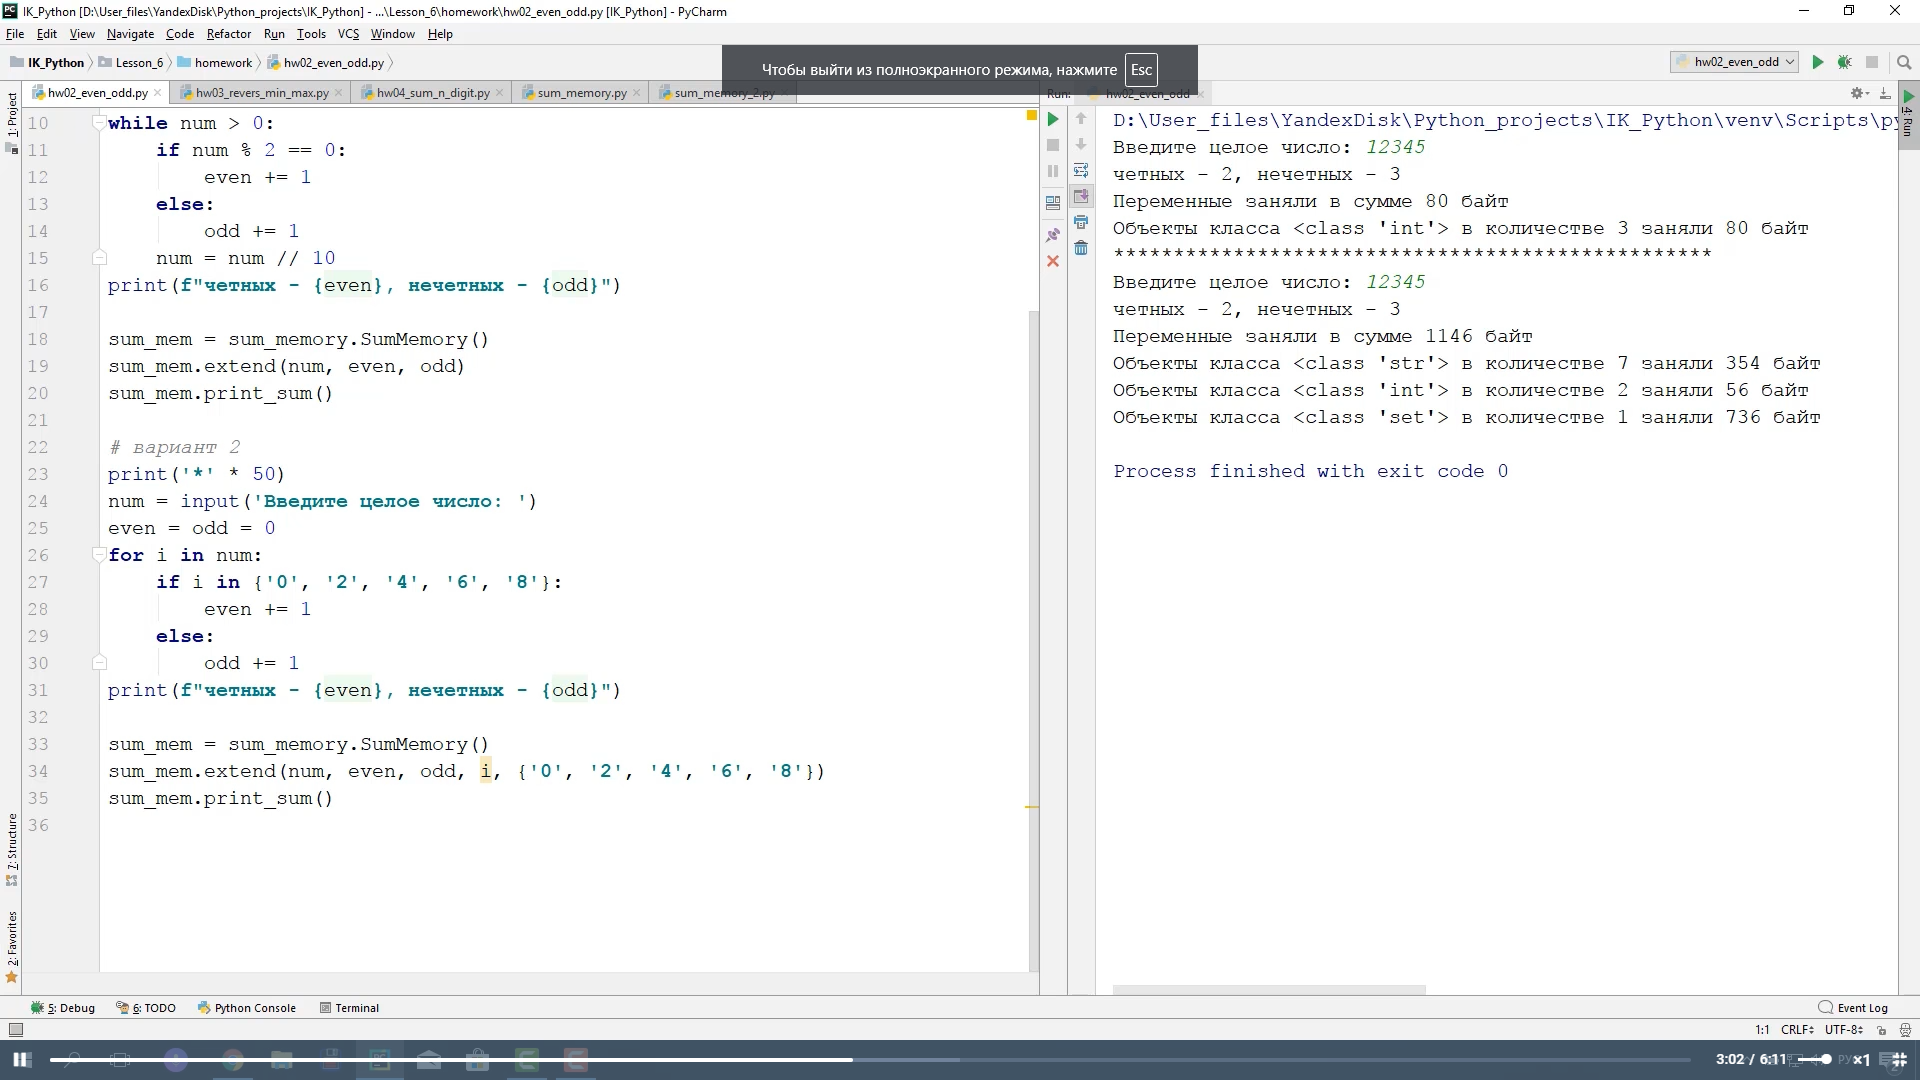 IK_Python [D:\User_files\YandexDisk\Python_projects\IK_Python] - ...\Lesson_6\homework\hw02_even_odd.py [IK_Python] - PyCharm
File Edit View Navigate Code Refactor Run Tools VCS Window Help
IK_Python Lesson_6 homework hw02_even_odd.py
Чтобы выйти из полноэкранного режима, нажмите Esc
hw02_even_odd
hw02_even_odd.py hw03_revers_min_max.py hw04_sum_n_digit.py sum_memory.py sum_memory_2.py
Run: hw02_even_odd
1: Project
7: Structure
2: Favorites
10 while num > 0:
11 if num % 2 == 0:
12 even += 1
13 else:
14 odd += 1
15 num = num // 10
16 print(f"четных - {even}, нечетных - {odd}")
17
18 sum_mem = sum_memory.SumMemory()
19 sum_mem.extend(num, even, odd)
20 sum_mem.print_sum()
21
22 # вариант 2
23 print('*' * 50)
24 num = input('Введите целое число: ')
25 even = odd = 0
26 for i in num:
27 if i in {'0', '2', '4', '6', '8'}:
28 even += 1
29 else:
30 odd += 1
31 print(f"четных - {even}, нечетных - {odd}")
32
33 sum_mem = sum_memory.SumMemory()
34 sum_mem.extend(num, even, odd, i, {'0', '2', '4', '6', '8'})
35 sum_mem.print_sum()
36
D:\User_files\YandexDisk\Python_projects\IK_Python\venv\Scripts\py
Введите целое число: 12345
четных - 2, нечетных - 3
Переменные заняли в сумме 80 байт
Объекты класса <class 'int'> в количестве 3 заняли 80 байт
**************************************************
Введите целое число: 12345
четных - 2, нечетных - 3
Переменные заняли в сумме 1146 байт
Объекты класса <class 'str'> в количестве 7 заняли 354 байт
Объекты класса <class 'int'> в количестве 2 заняли 56 байт
Объекты класса <class 'set'> в количестве 1 заняли 736 байт
Process finished with exit code 0
4: Run
5: Debug 6: TODO Python Console Terminal Event Log
1:1 CRLF UTF-8
3:02 / 6:11 ×1